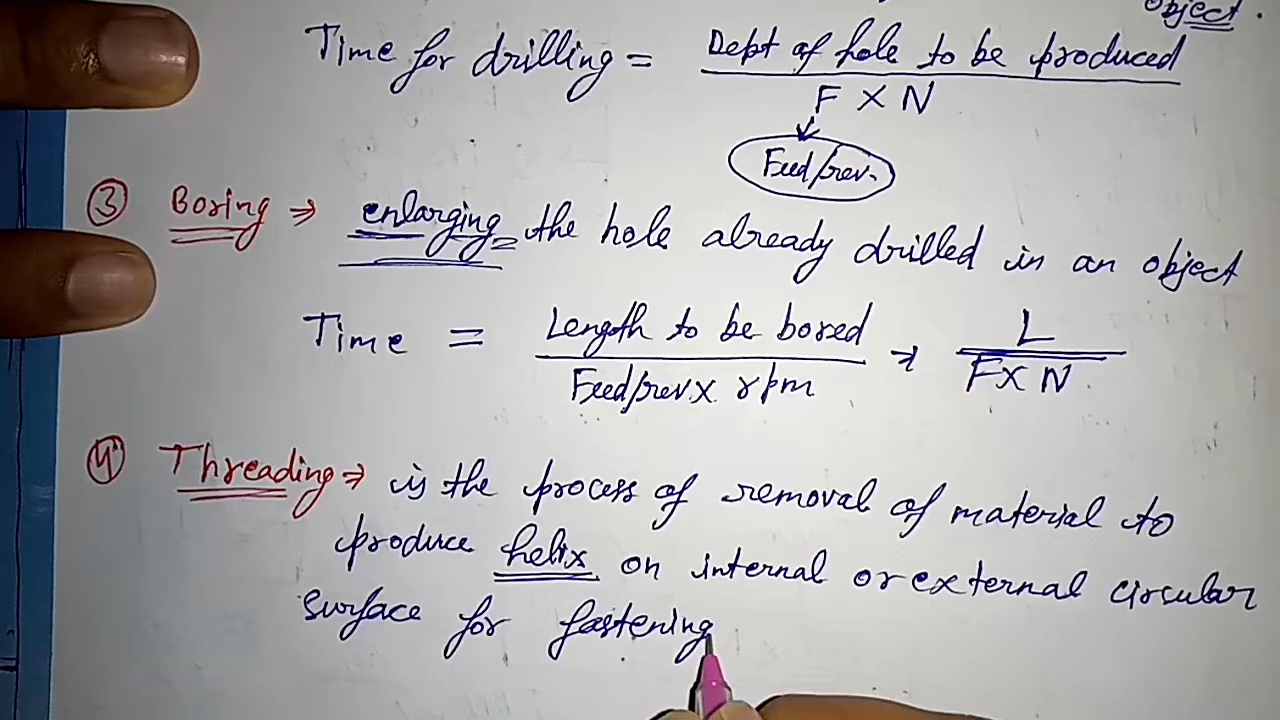 object.
Time for drilling = Dept of hole to be produced
F X N
Feed/rev.
③ Boring ⇒ enlarging the hole already drilled in an object
Time = Length to be bored → L
Feed/rev. X rpm F X N
④ Threading ⇒ is the process of removal of material to
produce helix on internal or external circular
surface for fastening